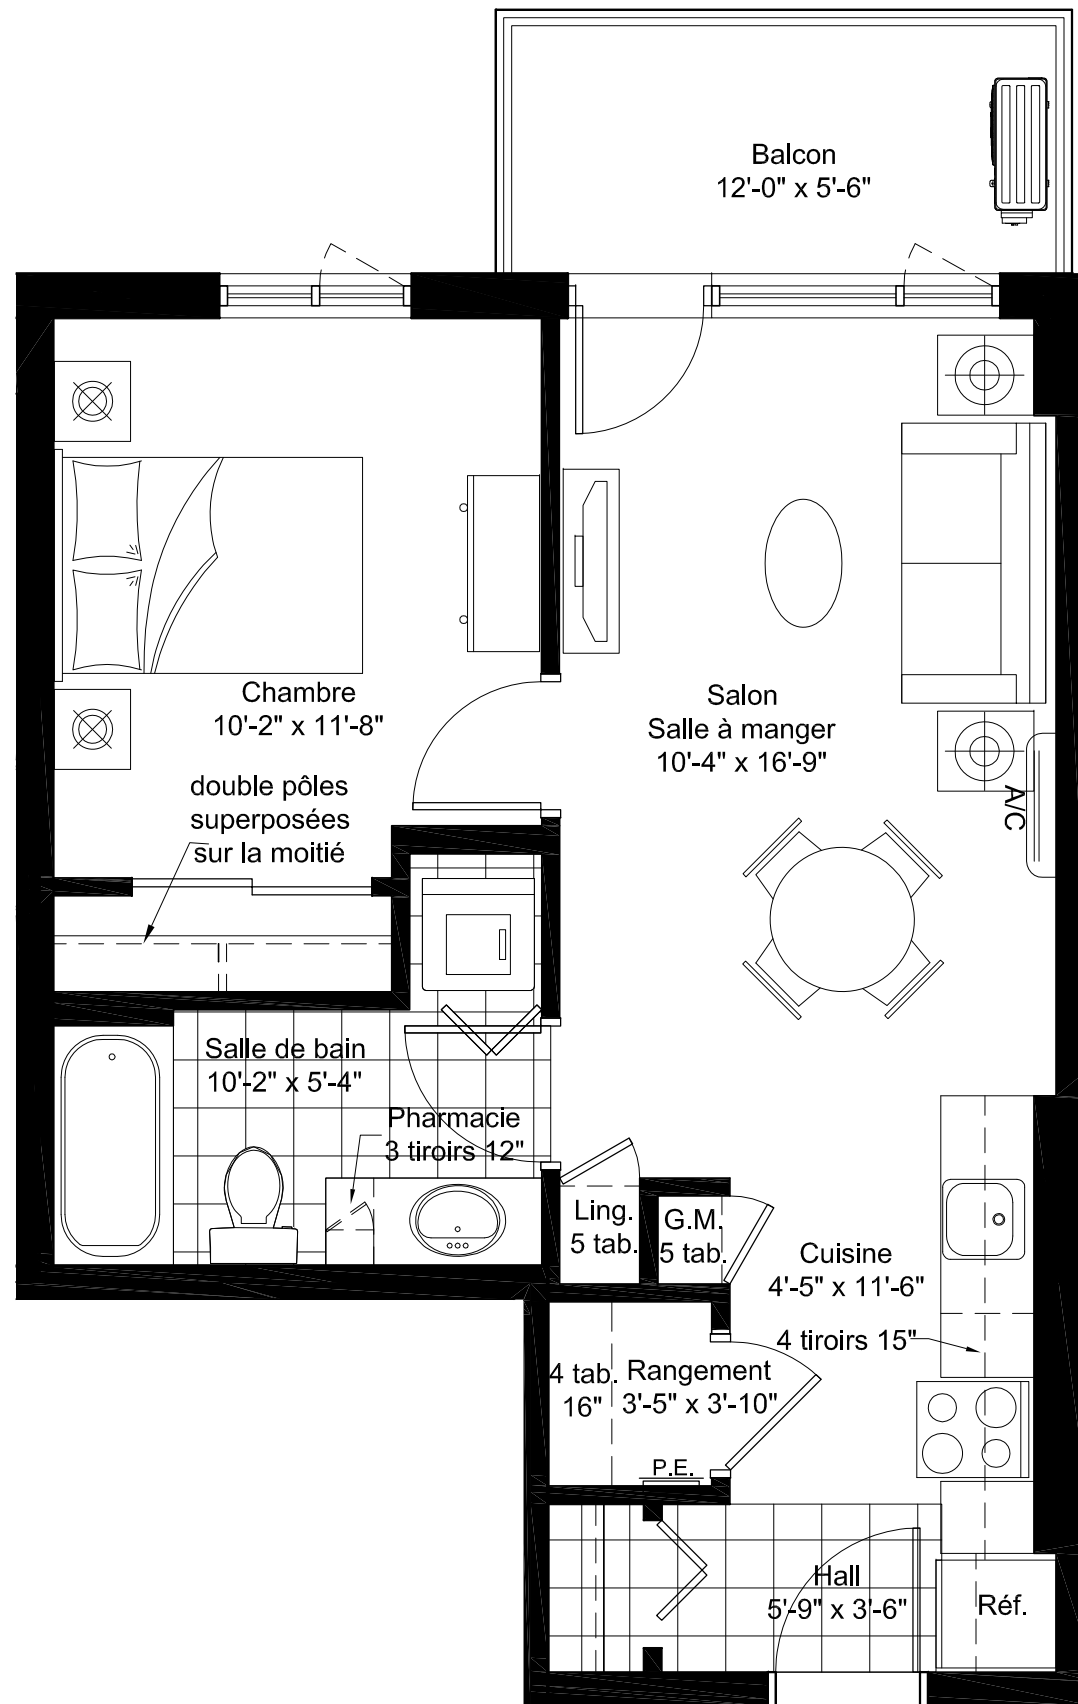 Balcon
12'-0" x 5'-6"
Chambre
10'-2" x 11'-8"
Salon
Salle à manger
10'-4" x 16'-9"
A/C
double pôles
superposées
sur la moitié
Salle de bain
10'-2" x 5'-4"
Pharmacie
3 tiroirs 12"
Ling.
5 tab.
G.M.
5 tab.
Cuisine
4'-5" x 11'-6"
4 tiroirs 15"
4 tab.
16"
Rangement
3'-5" x 3'-10"
P.E.
Hall
5'-9" x 3'-6"
Réf.